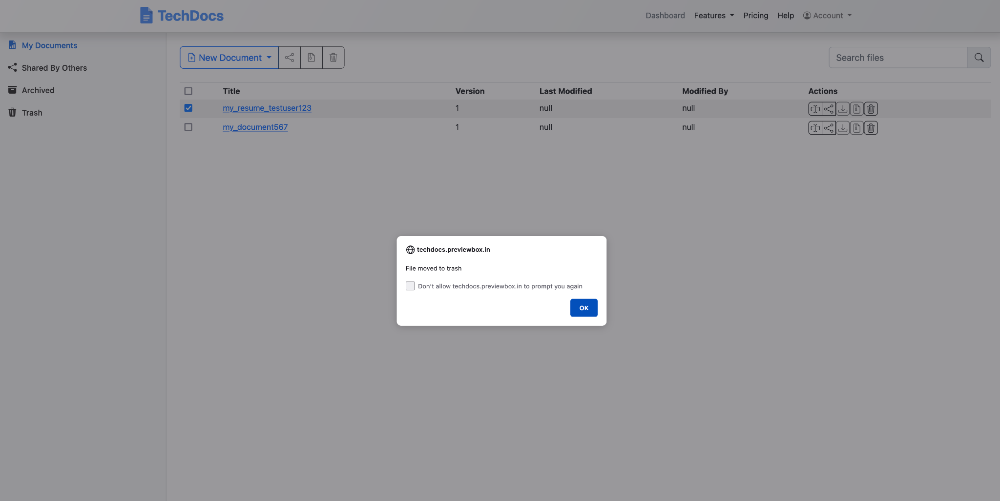 TechDocs
Dashboard Features Pricing Help Account
My Documents
Shared By Others
Archived
Trash
New Document
Search files
Title Version Last Modified Modified By Actions
my_resume_testuser123 1 null null
my_document567 1 null null
techdocs.previewbox.in
File moved to trash
Don't allow techdocs.previewbox.in to prompt you again
OK